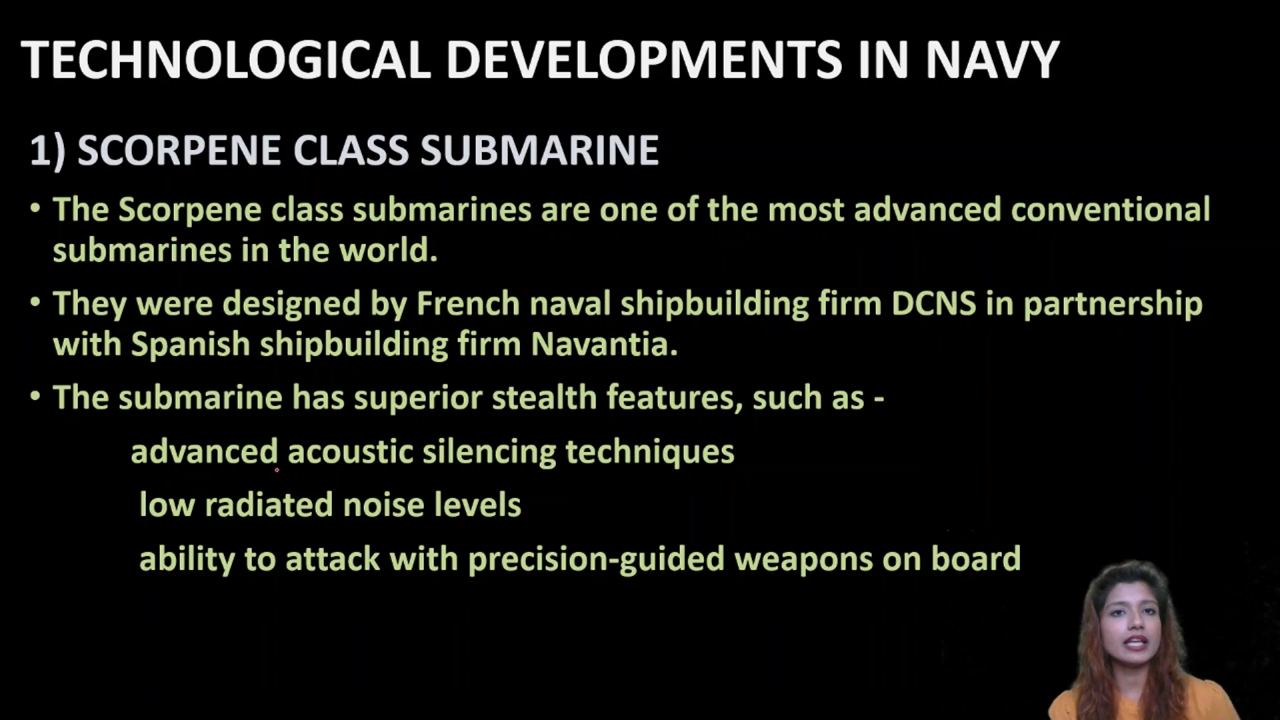 TECHNOLOGICAL DEVELOPMENTS IN NAVY
1) SCORPENE CLASS SUBMARINE
• The Scorpene class submarines are one of the most advanced conventional
submarines in the world.
• They were designed by French naval shipbuilding firm DCNS in partnership
with Spanish shipbuilding firm Navantia.
• The submarine has superior stealth features, such as -
advanced acoustic silencing techniques
low radiated noise levels
ability to attack with precision-guided weapons on board